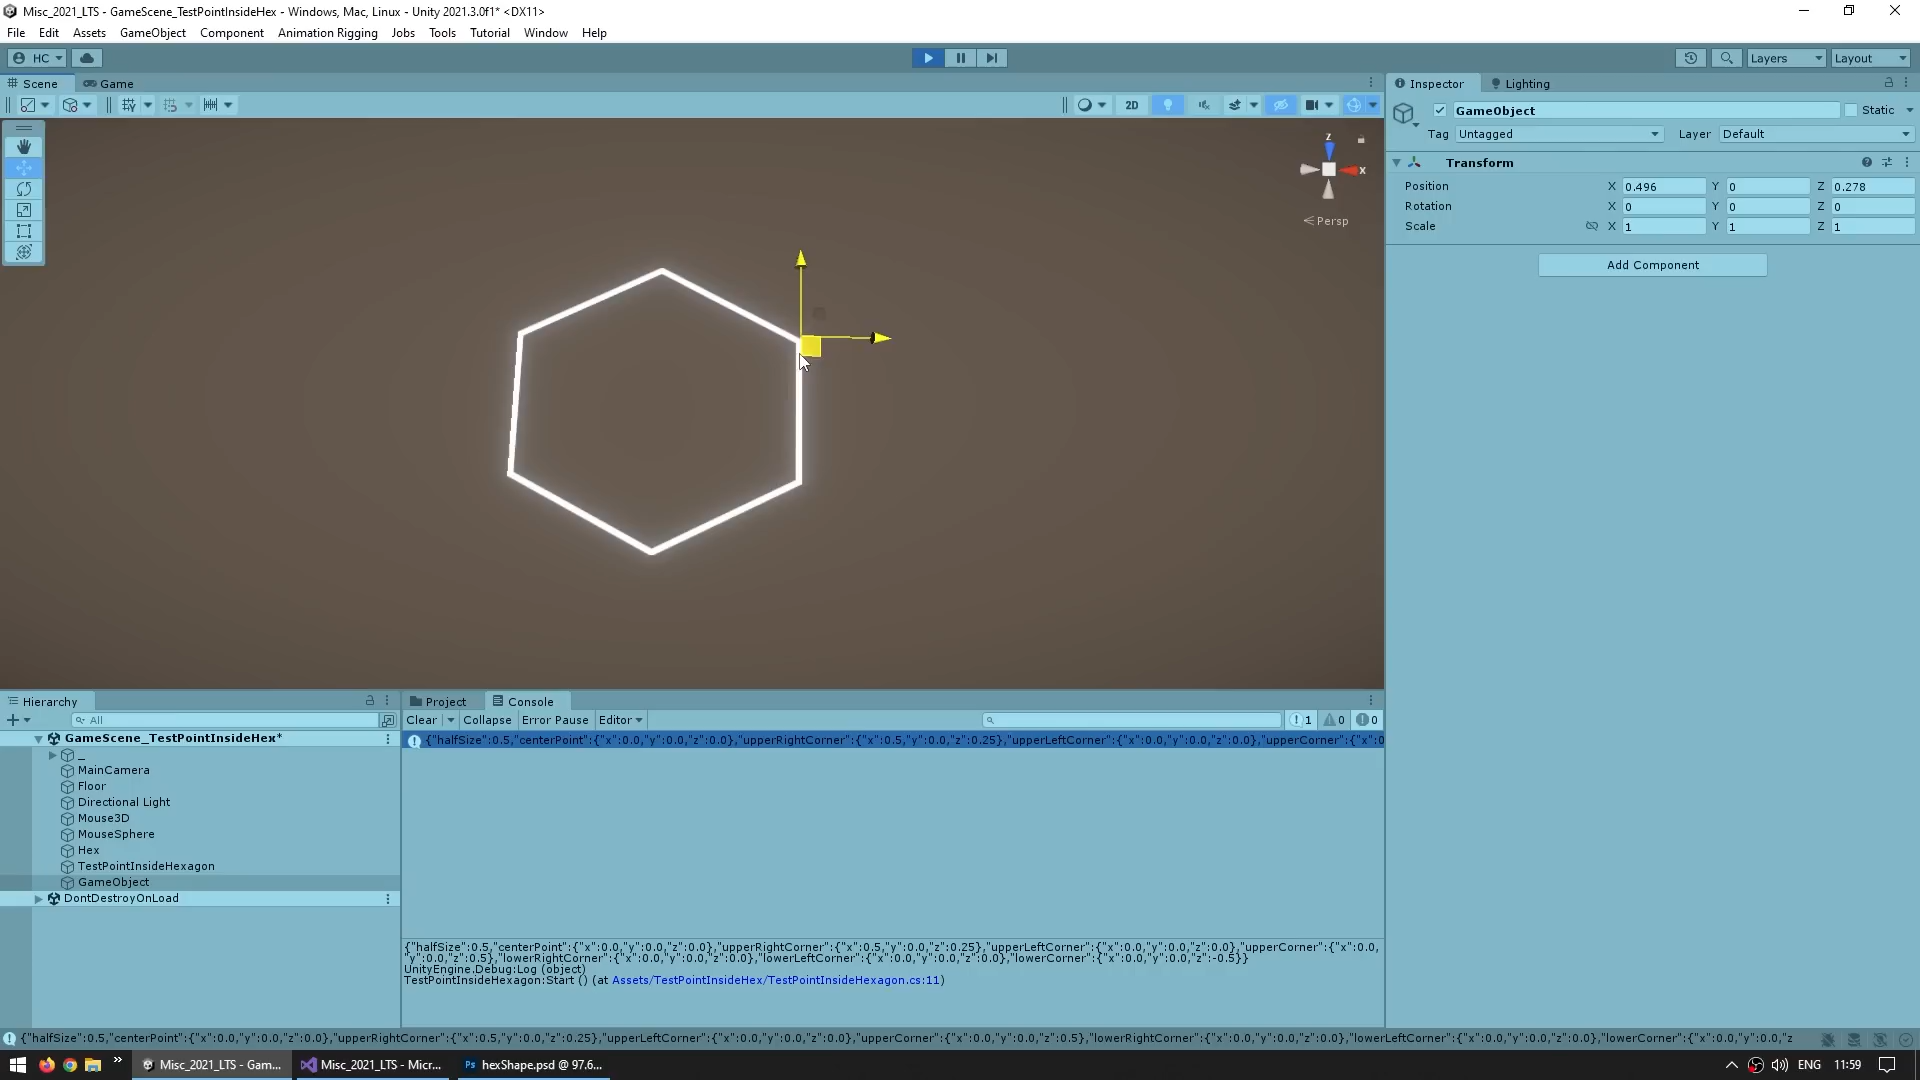 Misc_2021_LTS - GameScene_TestPointInsideHex - Windows, Mac, Linux - Unity 2021.3.0f1* <DX11>
File Edit Assets GameObject Component Animation Rigging Jobs Tools Tutorial Window Help
HC Layers Layout
Scene Game
Inspector Lighting
2D
GameObject Static
Tag Untagged Layer Default
z
x
Persp
Transform
Position X 0.496 Y 0 Z 0.278
Rotation X 0 Y 0 Z 0
Scale X 1 Y 1 Z 1
Add Component
Hierarchy
Project Console
All
Clear Collapse Error Pause Editor 1 0 0
GameScene_TestPointInsideHex*
_
MainCamera
Floor
Directional Light
Mouse3D
MouseSphere
Hex
TestPointInsideHexagon
GameObject
DontDestroyOnLoad
{"halfSize":0.5,"centerPoint":{"x":0.0,"y":0.0,"z":0.0},"upperRightCorner":{"x":0.5,"y":0.0,"z":0.25},"upperLeftCorner":{"x":0.0,"y":0.0,"z":0.0},"upperCorner":{"x":0
{"halfSize":0.5,"centerPoint":{"x":0.0,"y":0.0,"z":0.0},"upperRightCorner":{"x":0.5,"y":0.0,"z":0.25},"upperLeftCorner":{"x":0.0,"y":0.0,"z":0.0},"upperCorner":{"x":0.0,
"y":0.0,"z":0.5},"lowerRightCorner":{"x":0.0,"y":0.0,"z":0.0},"lowerLeftCorner":{"x":0.0,"y":0.0,"z":0.0},"lowerCorner":{"x":0.0,"y":0.0,"z":-0.5}}
UnityEngine.Debug:Log (object)
TestPointInsideHexagon:Start () (at Assets/TestPointInsideHex/TestPointInsideHexagon.cs:11)
{"halfSize":0.5,"centerPoint":{"x":0.0,"y":0.0,"z":0.0},"upperRightCorner":{"x":0.5,"y":0.0,"z":0.25},"upperLeftCorner":{"x":0.0,"y":0.0,"z":0.0},"upperCorner":{"x":0.0,"y":0.0,"z":0.5},"lowerRightCorner":{"x":0.0,"y":0.0,"z":0.0},"lowerLeftCorner":{"x":0.0,"y":0.0,"z":0.0},"lowerCorner":{"x":0.0,"y":0.0,"z
Misc_2021_LTS - Gam... Misc_2021_LTS - Micr... Ps hexShape.psd @ 97.6... ENG 11:59